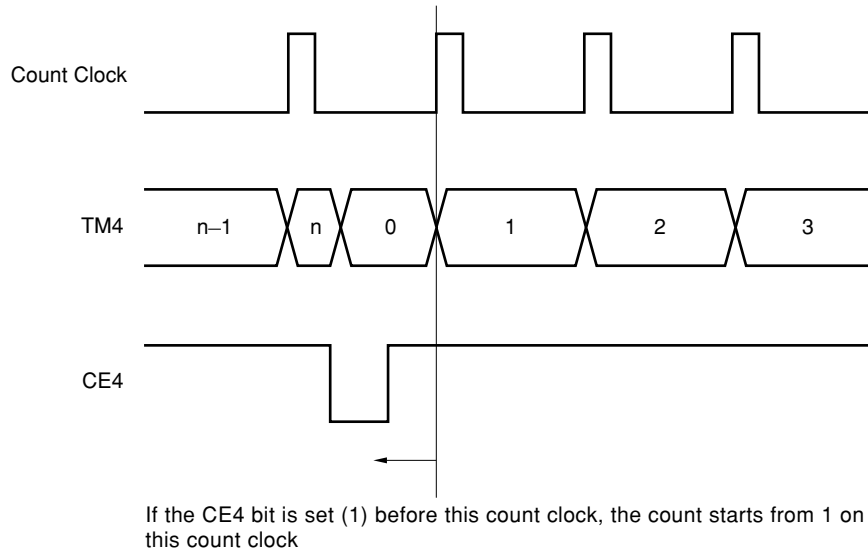 Count Clock
TM4
n–1
n
0
1
2
3
CE4
If the CE4 bit is set (1) before this count clock, the count starts from 1 on
this count clock